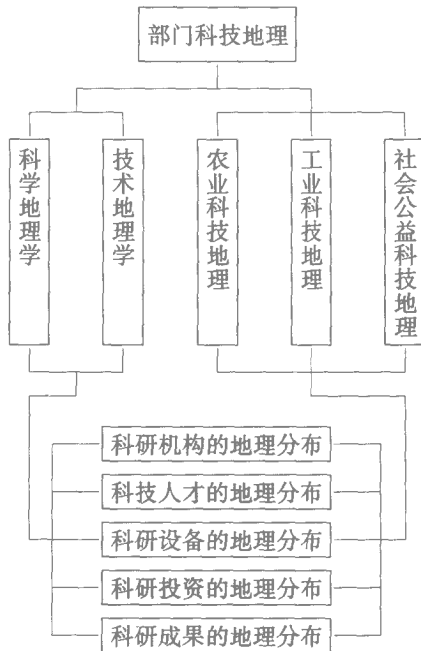 部门科技地理
科学地理学
技术地理学
农业科技地理
工业科技地理
社会公益科技地理
科研机构的地理分布
科技人才的地理分布
科研设备的地理分布
科研投资的地理分布
科研成果的地理分布